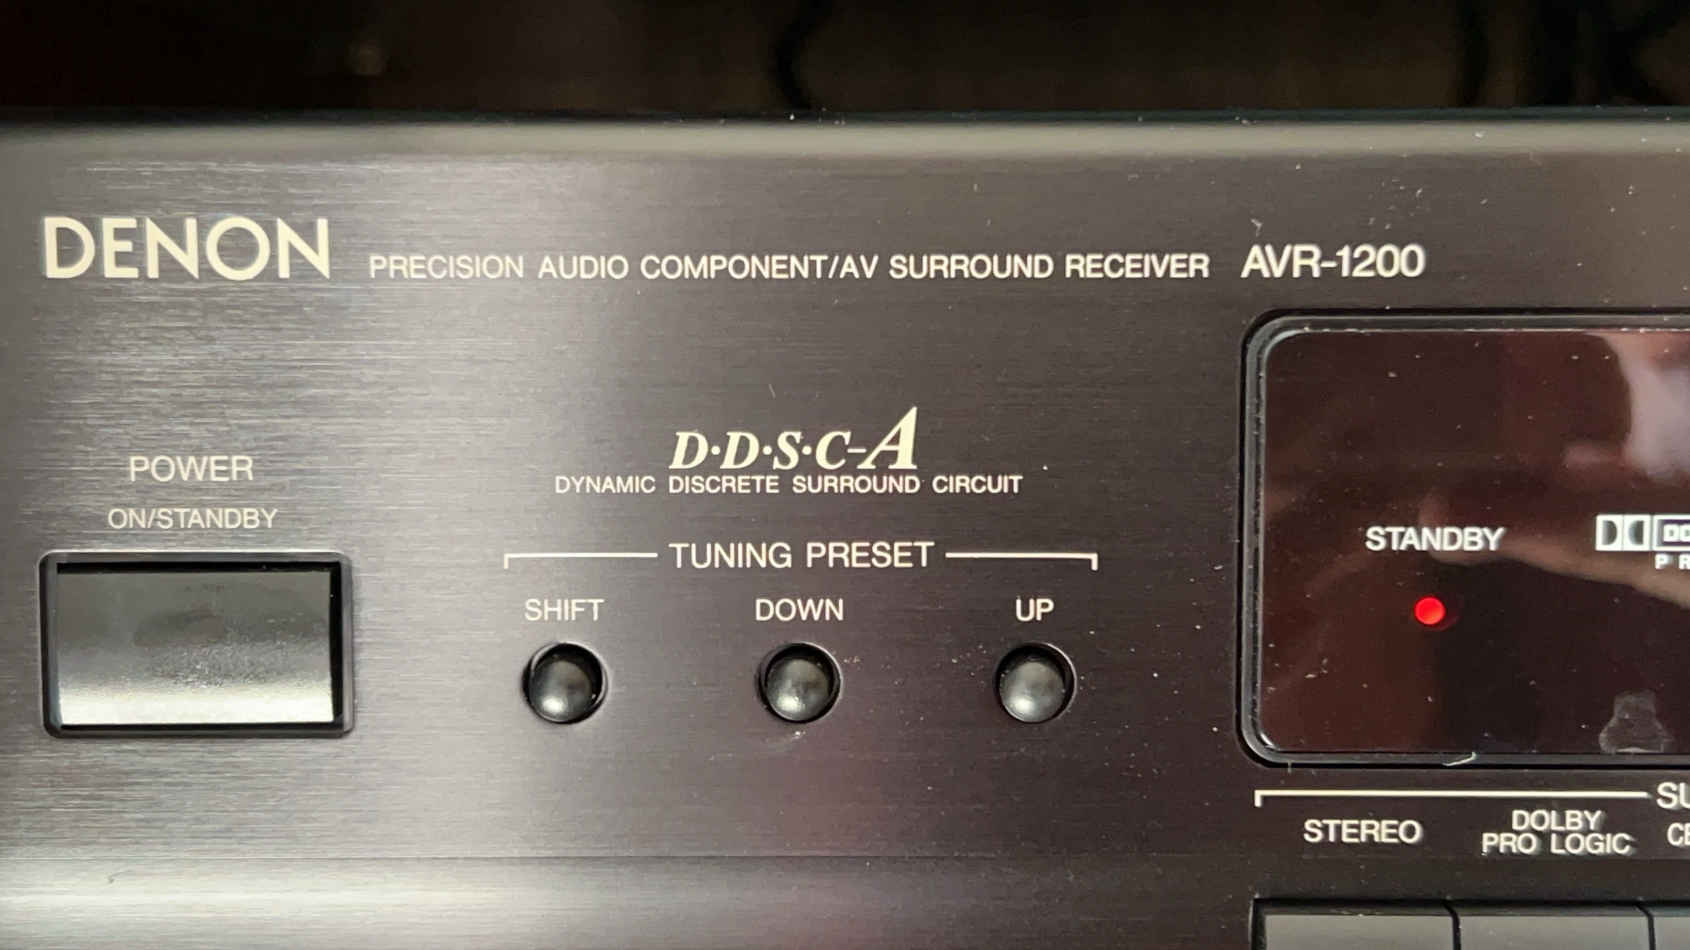 DENON PRECISION AUDIO COMPONENT/AV SURROUND RECEIVER AVR-1200
D·D·S·C-A
DYNAMIC DISCRETE SURROUND CIRCUIT
POWER
ON/STANDBY
TUNING PRESET
SHIFT DOWN UP
STANDBY
STEREO
DOLBY
PRO LOGIC